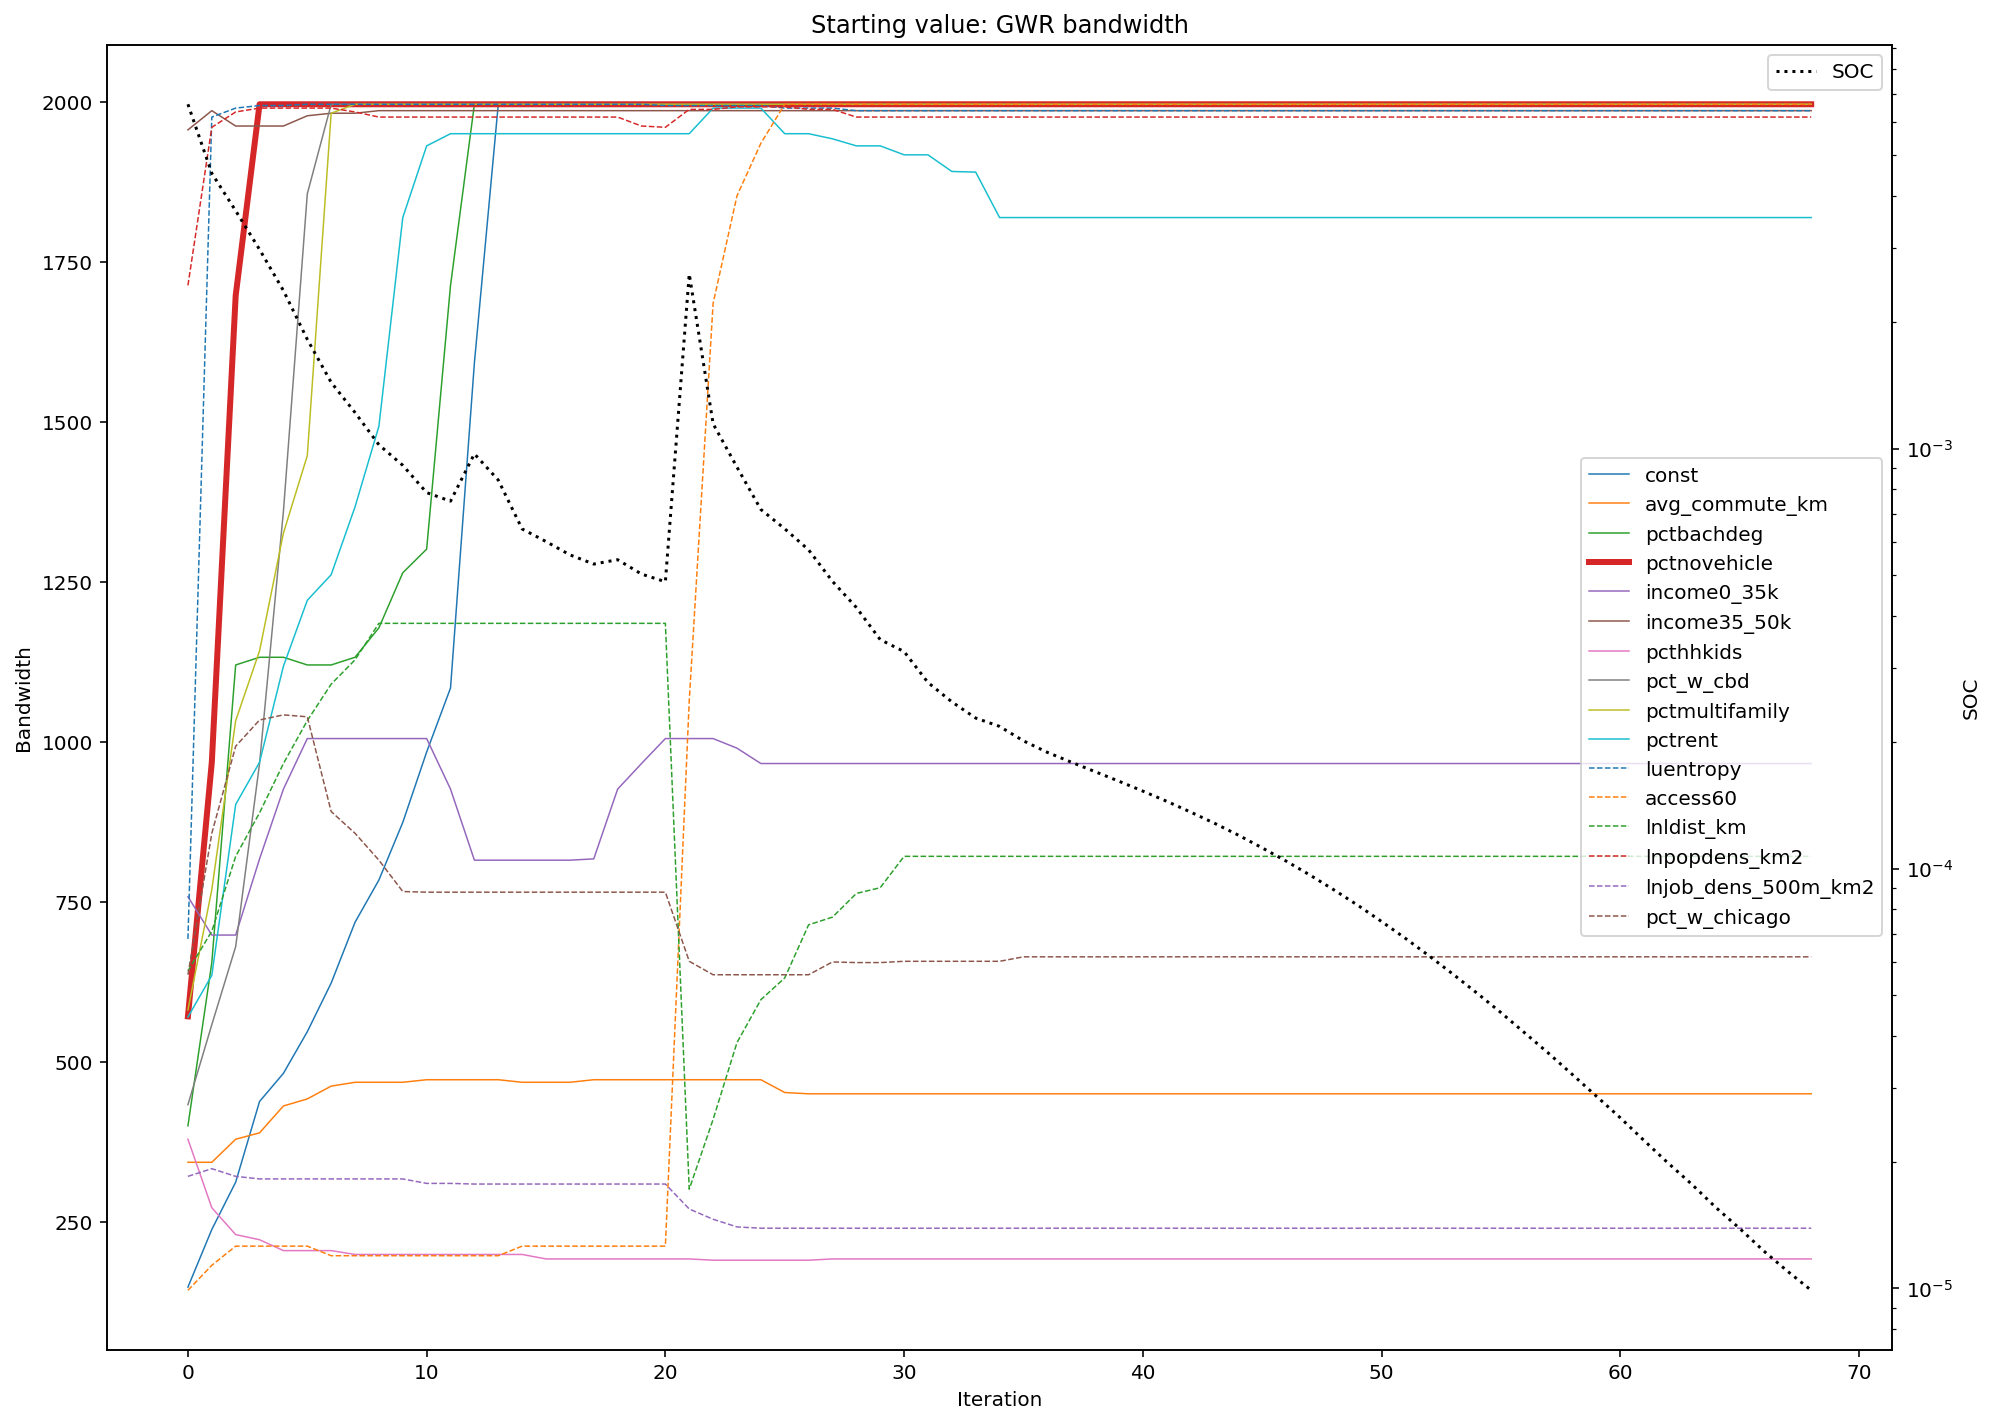 Starting value: GWR bandwidth
SOC
2000
1750
1500
1250
1000
750
500
250
Bandwidth
const
avg_commute_km
pctbachdeg
pctnovehicle
income0_35k
income35_50k
pcthhkids
pct_w_cbd
pctmultifamily
pctrent
luentropy
access60
lnldist_km
lnpopdens_km2
lnjob_dens_500m_km2
pct_w_chicago
10⁻³
10⁻⁴
10⁻⁵
SOC
0 10 20 30 40 50 60 70
Iteration